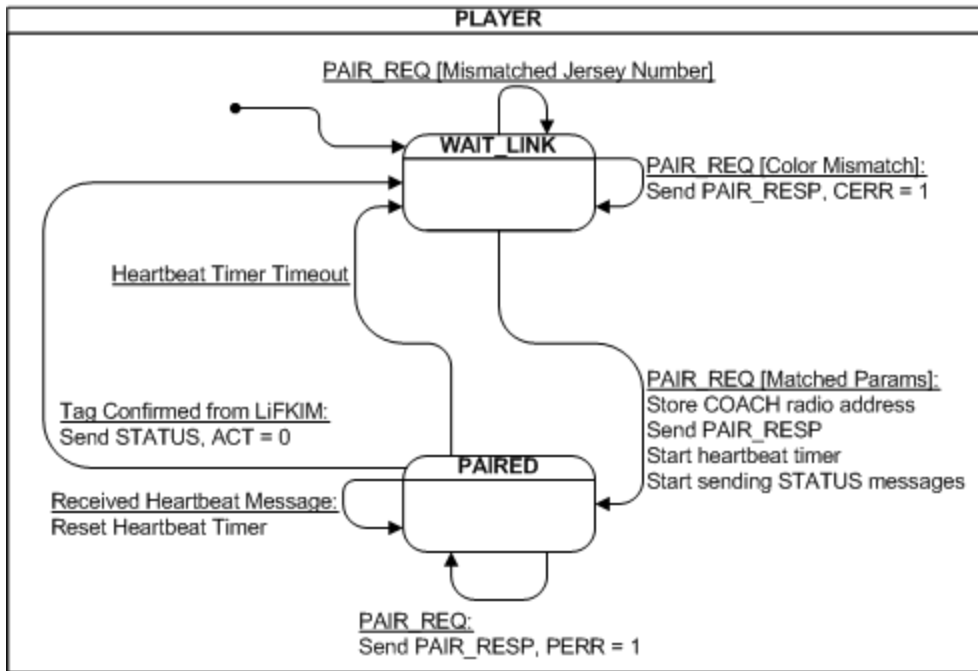 PLAYER
PAIR_REQ [Mismatched Jersey Number]
WAIT_LINK
PAIR_REQ [Color Mismatch]:
Send PAIR_RESP, CERR = 1
Heartbeat Timer Timeout
PAIR_REQ [Matched Params]:
Store COACH radio address
Send PAIR_RESP
Start heartbeat timer
Start sending STATUS messages
Tag Confirmed from LiFKIM:
Send STATUS, ACT = 0
PAIRED
Received Heartbeat Message:
Reset Heartbeat Timer
PAIR_REQ:
Send PAIR_RESP, PERR = 1